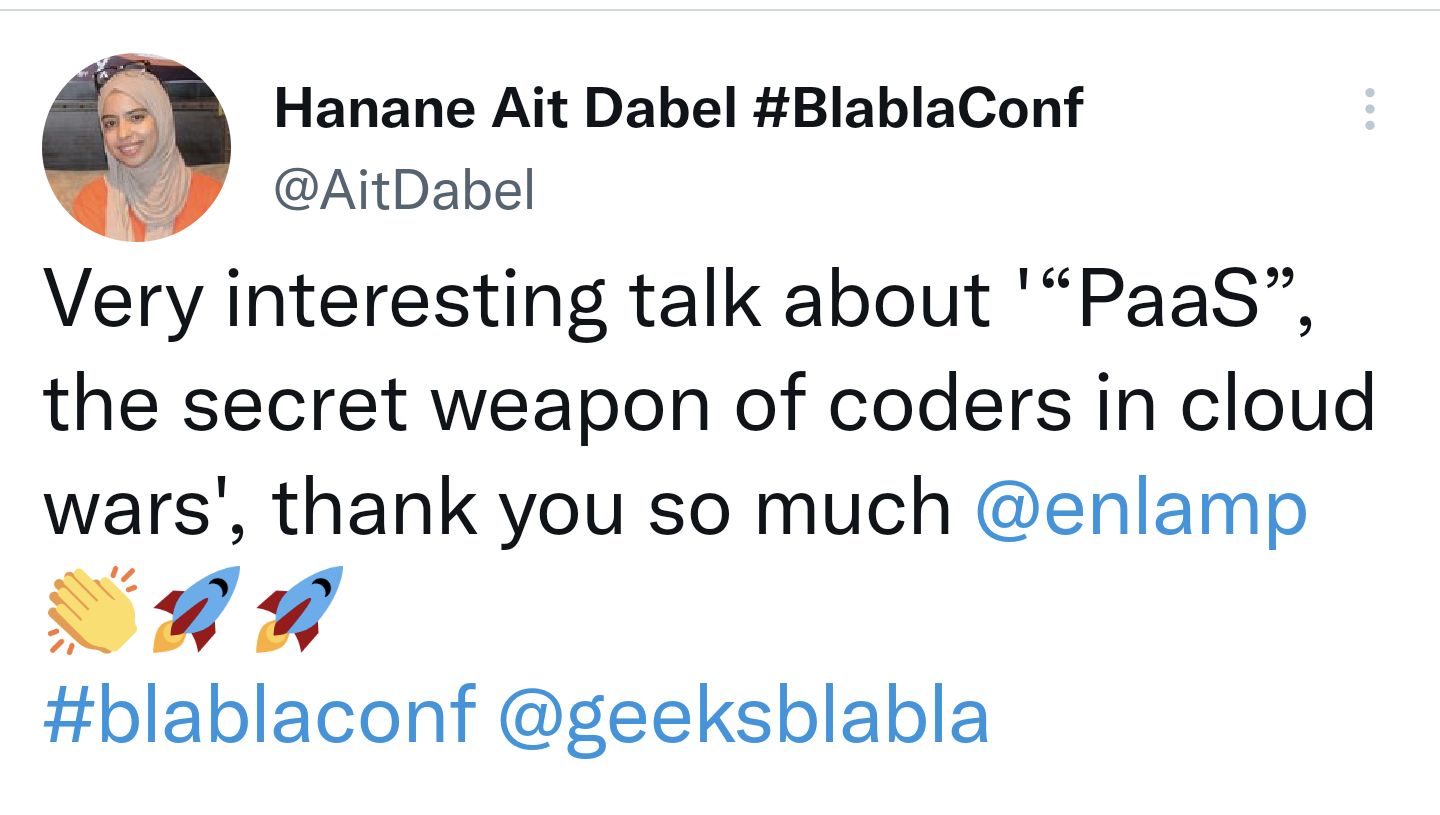 Hanane Ait Dabel #BlablaConf
@AitDabel
Very interesting talk about '“PaaS”,
the secret weapon of coders in cloud
wars', thank you so much @enlamp
👏🚀🚀
#blablaconf @geeksblabla